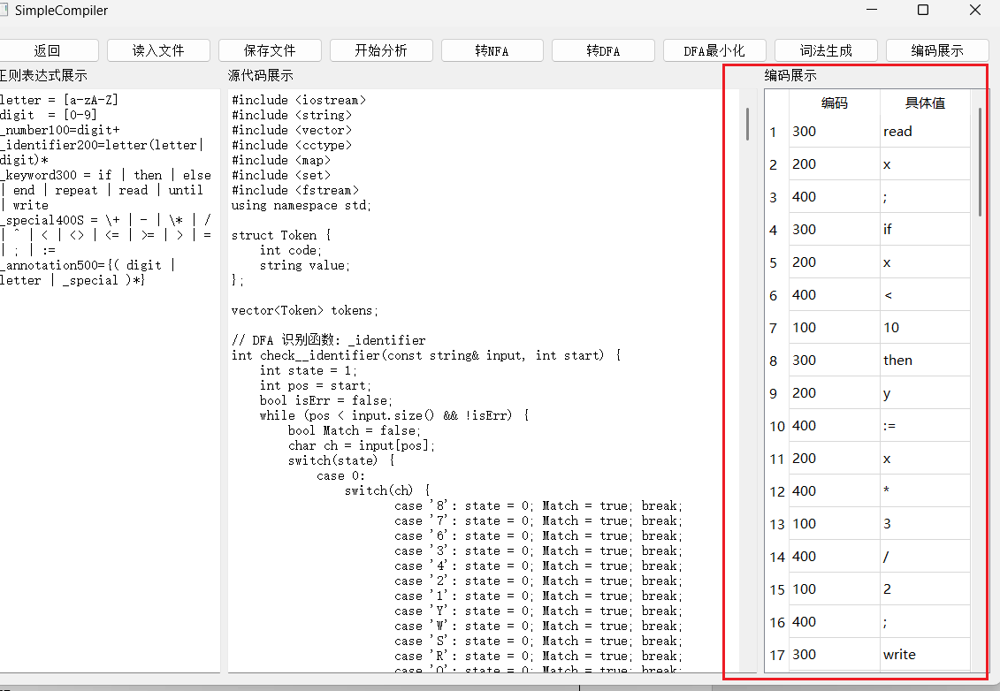 SimpleCompiler
返回 读入文件 保存文件 开始分析 转NFA 转DFA DFA最小化 词法生成 编码展示
正则表达式展示
letter = [a-zA-Z]
digit  = [0-9]
_number100=digit+
_identifier200=letter(letter|
digit)*
_keyword300 = if | then | else
| end | repeat | read | until
| write
_special400S = \+ | - | \* | /
| ^ | < | <> | <= | >= | > | =
| ; | :=
_annotation500={( digit |
letter | _special )*}
源代码展示
#include <iostream>
#include <string>
#include <vector>
#include <cctype>
#include <map>
#include <set>
#include <fstream>
using namespace std;
struct Token {
    int code;
    string value;
};
vector<Token> tokens;
// DFA 识别函数: _identifier
int check__identifier(const string& input, int start) {
    int state = 1;
    int pos = start;
    bool isErr = false;
    while (pos < input.size() && !isErr) {
        bool Match = false;
        char ch = input[pos];
        switch(state) {
            case 0:
                switch(ch) {
                       case '8': state = 0; Match = true; break;
                       case '7': state = 0; Match = true; break;
                       case '6': state = 0; Match = true; break;
                       case '3': state = 0; Match = true; break;
                       case '4': state = 0; Match = true; break;
                       case '2': state = 0; Match = true; break;
                       case '1': state = 0; Match = true; break;
                       case 'Y': state = 0; Match = true; break;
                       case 'W': state = 0; Match = true; break;
                       case 'S': state = 0; Match = true; break;
                       case 'R': state = 0; Match = true; break;
                       case 'Q': state = 0; Match = true; break;
编码展示
编码 具体值
1 300 read
2 200 x
3 400 ;
4 300 if
5 200 x
6 400 <
7 100 10
8 300 then
9 200 y
10 400 :=
11 200 x
12 400 *
13 100 3
14 400 /
15 100 2
16 400 ;
17 300 write